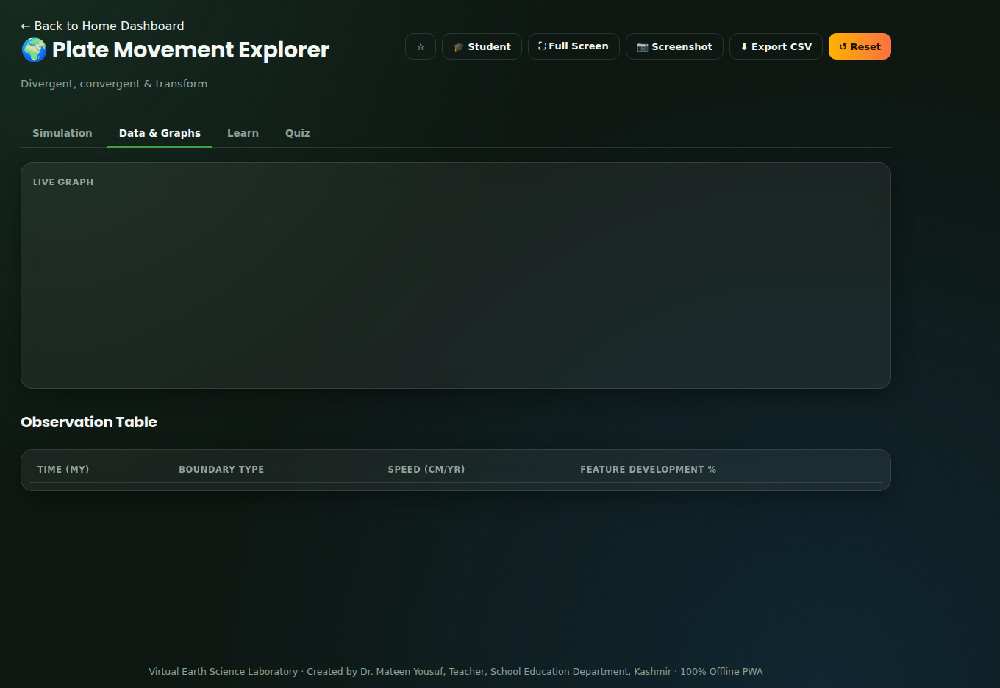 ← Back to Home Dashboard
🌍 Plate Movement Explorer
☆
🎓 Student
⛶ Full Screen
📷 Screenshot
⬇ Export CSV
↺ Reset
Divergent, convergent & transform
Simulation
Data & Graphs
Learn
Quiz
LIVE GRAPH
Observation Table
TIME (MY)
BOUNDARY TYPE
SPEED (CM/YR)
FEATURE DEVELOPMENT %
Virtual Earth Science Laboratory · Created by Dr. Mateen Yousuf, Teacher, School Education Department, Kashmir · 100% Offline PWA